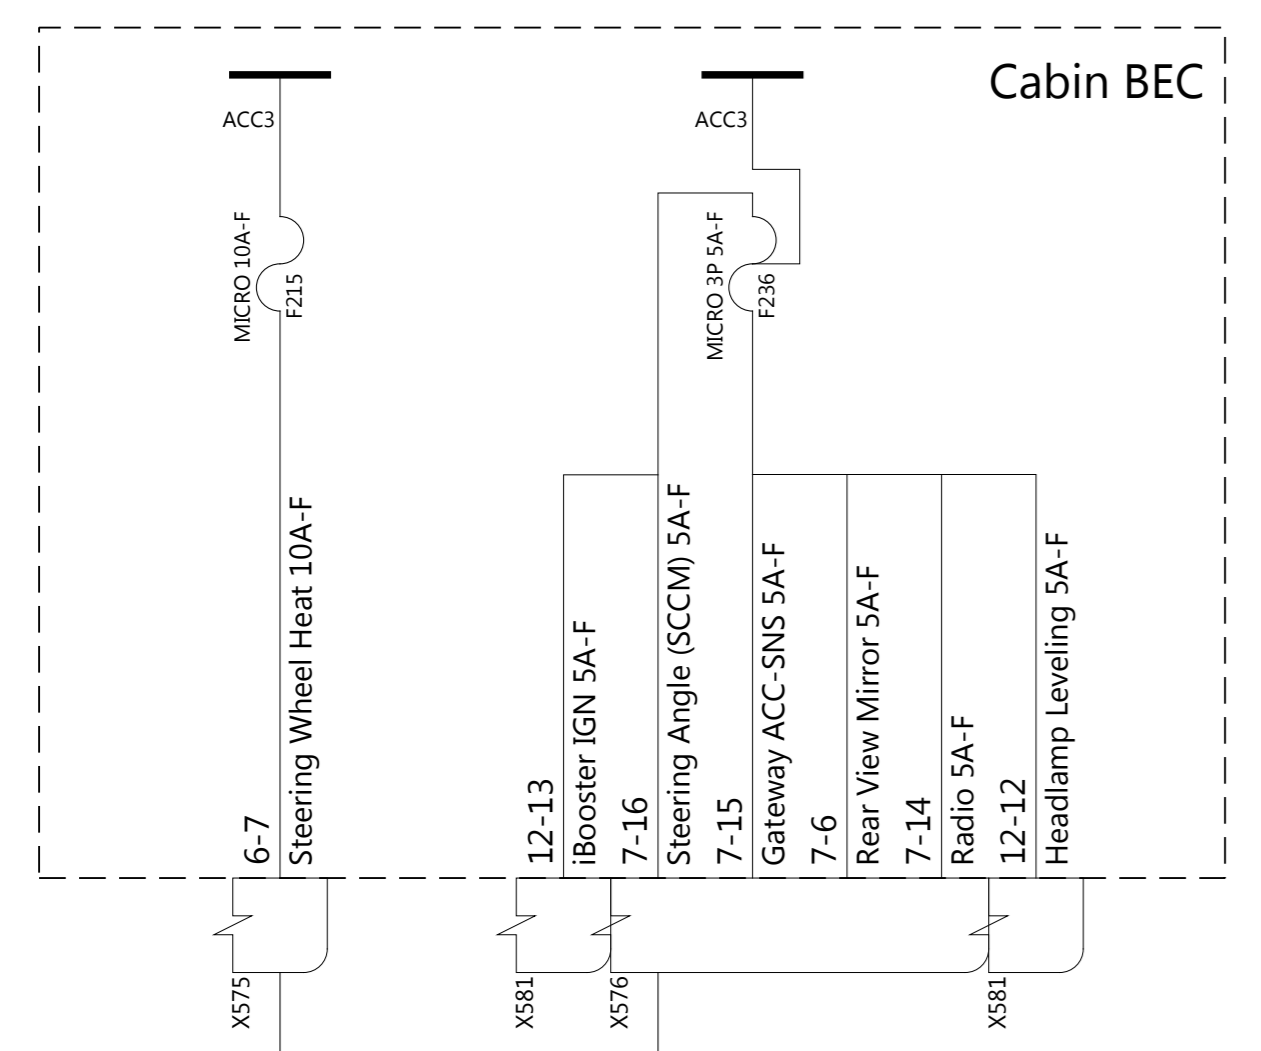 Cabin BEC
ACC3
ACC3
MICRO 10A-F
F215
MICRO 3P 5A-F
F236
6-7
Steering Wheel Heat 10A-F
12-13
iBooster IGN 5A-F
7-16
Steering Angle (SCCM) 5A-F
7-15
Gateway ACC-SNS 5A-F
7-6
Rear View Mirror 5A-F
7-14
Radio 5A-F
12-12
Headlamp Leveling 5A-F
X575
X581
X576
X581